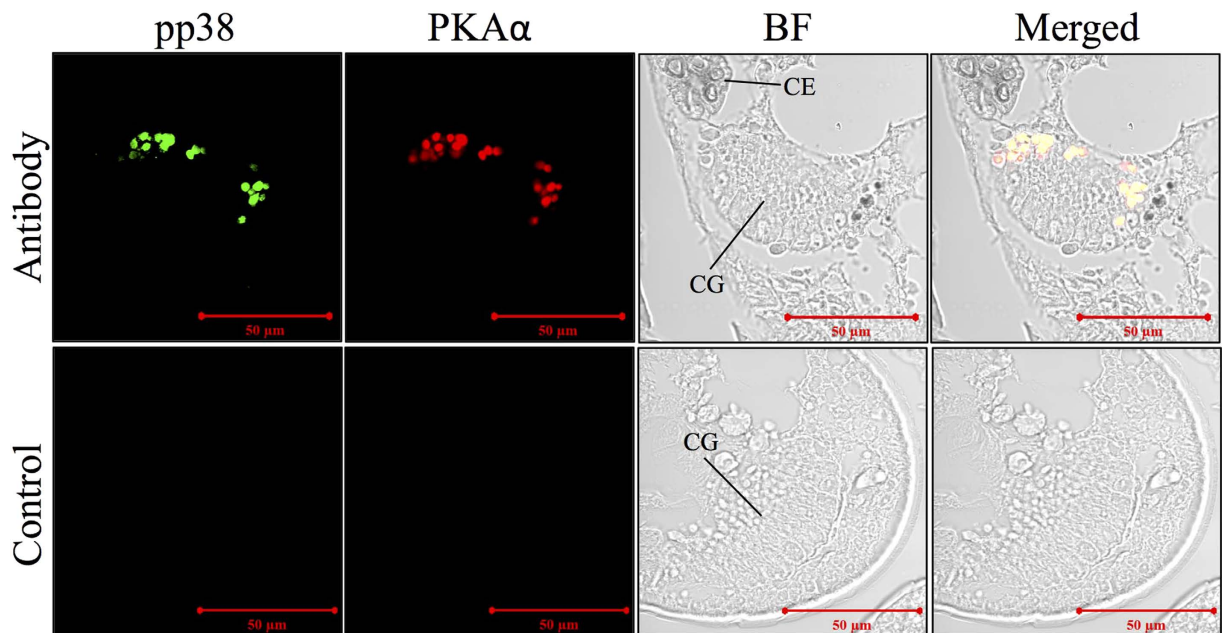 pp38 PKAα BF Merged
Antibody
CE
CG
50 µm 50 µm 50 µm 50 µm
Control
CG
50 µm 50 µm 50 µm 50 µm